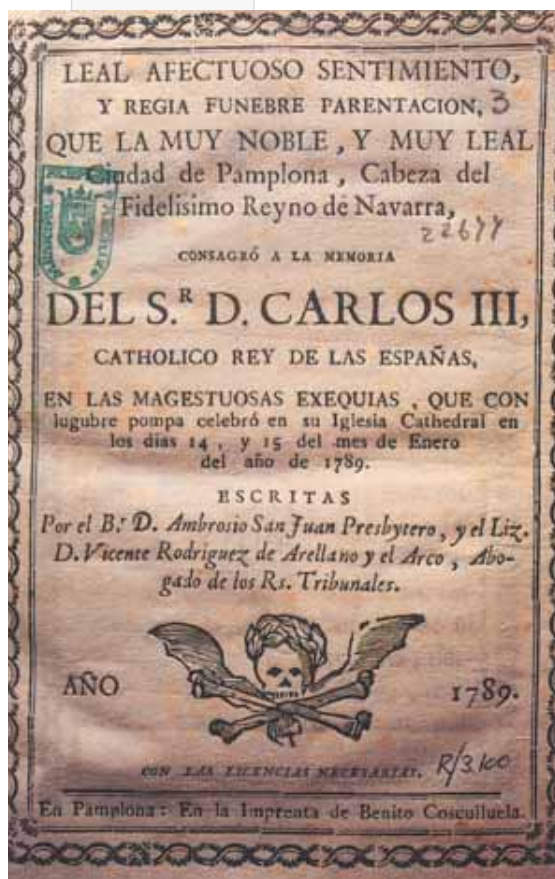 LEAL AFECTUOSO SENTIMIENTO,
Y REGIA FUNEBRE PARENTACION, 3
QUE LA MUY NOBLE, Y MUY LEAL
Ciudad de Pamplona, Cabeza del
Fidelisimo Reyno de Navarra,
22677
CONSAGRÓ A LA MEMORIA
DEL S.R D. CARLOS III,
CATHOLICO REY DE LAS ESPAÑAS,
EN LAS MAGESTUOSAS EXEQUIAS, QUE CON
lugubre pompa celebró en su Iglesia Cathedral en
los dias 14, y 15 del mes de Enero
del año de 1789.
ESCRITAS
Por el B.r D. Ambrosio San Juan Presbytero, y el Liz.
D. Vicente Rodriguez de Arellano y el Arco, Abo-
gado de los Rs. Tribunales.
AÑO 1789.
CON LAS LICENCIAS NECESARIAS. R/3100
En Pamplona: En la Imprenta de Benito Cosculluela.